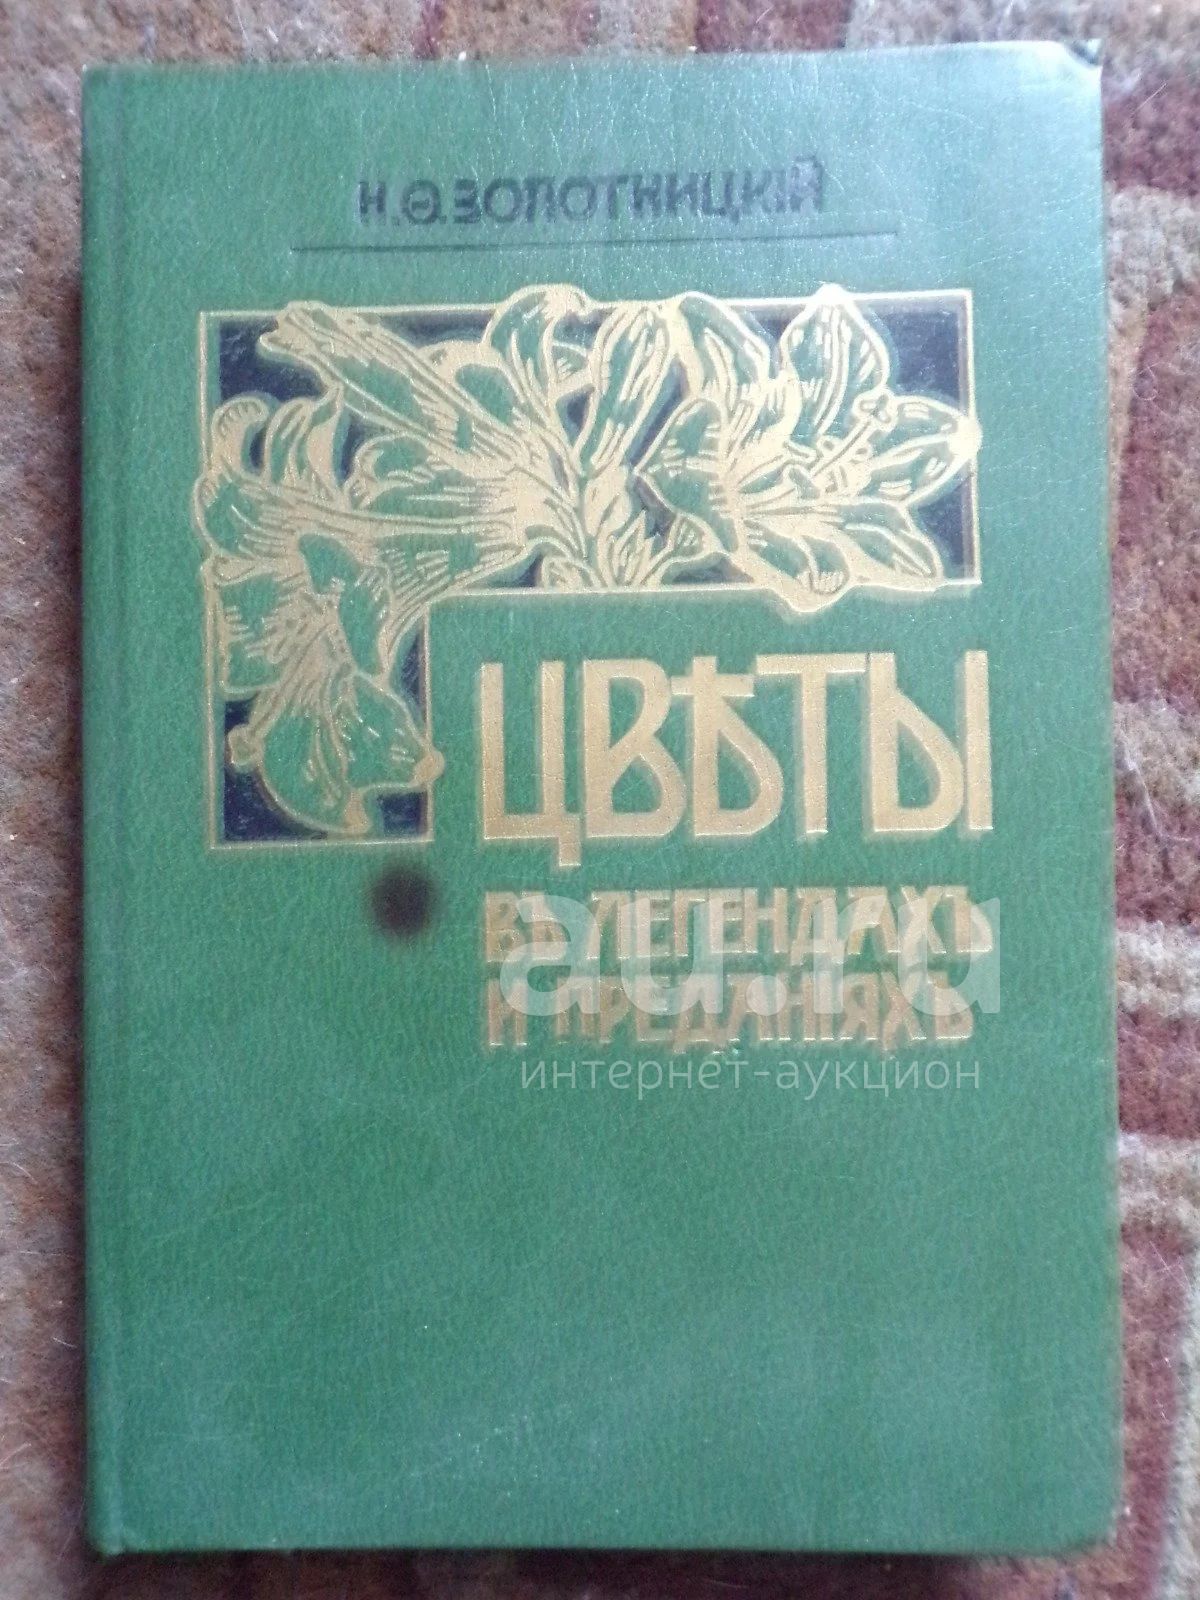 Н.Ѳ.ЗОЛОТНИЦКІЙ
ЦВѢТЫ
ВЪ ЛЕГЕНДАХЪ
И ПРЕДАНІЯХЪ
au.ru
интернет-аукцион